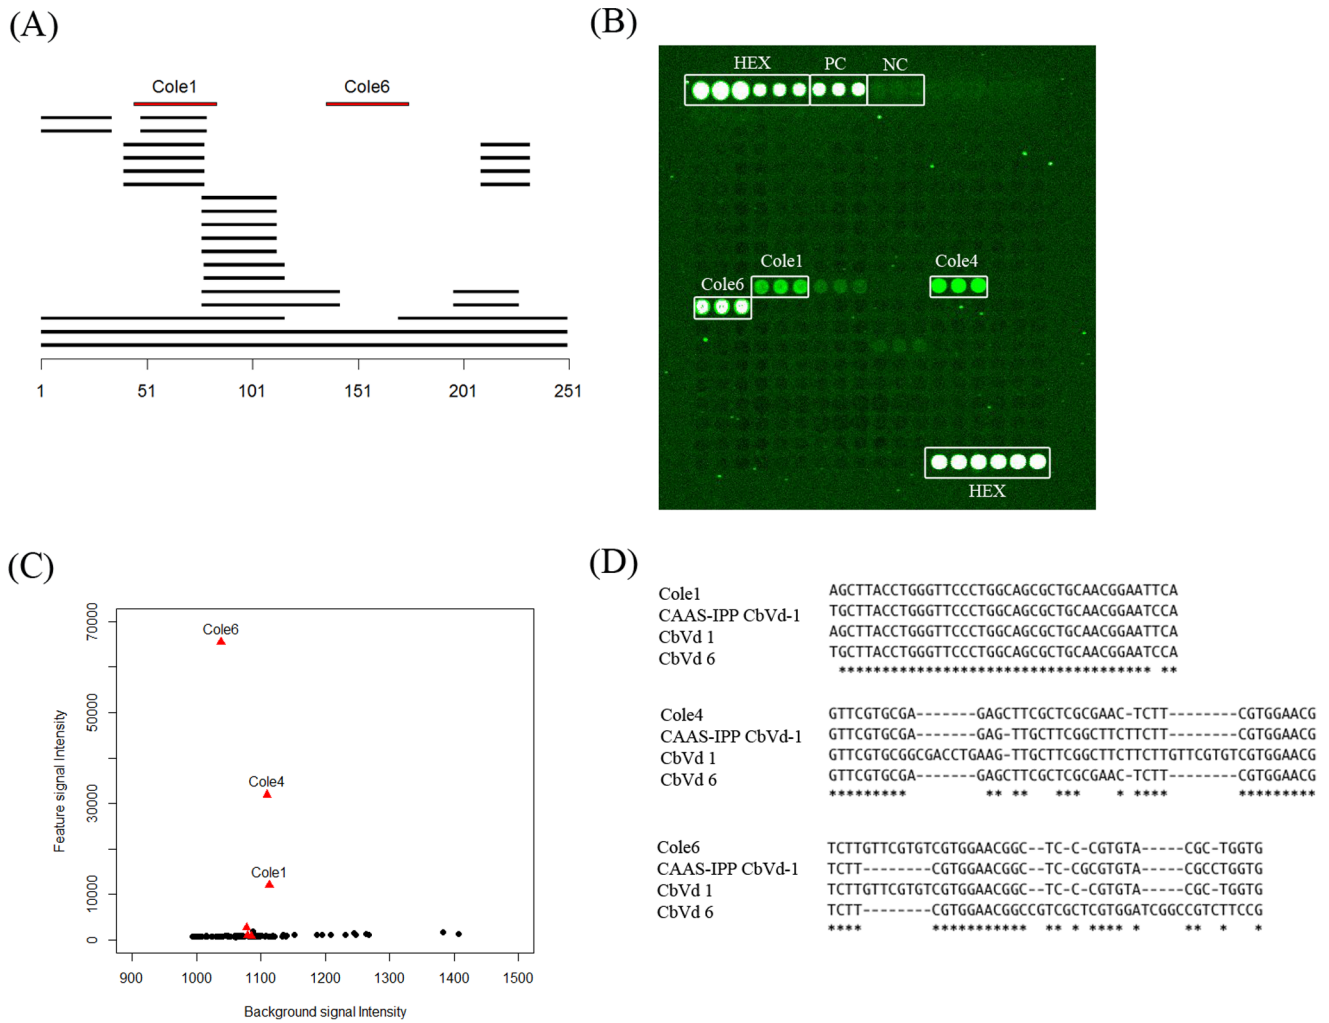 (A)
Cole1
Cole6
1
51
101
151
201
251
(B)
HEX
PC
NC
Cole1
Cole4
Cole6
HEX
(C)
Feature signal Intensity
70000
50000
30000
10000
0
Cole6
Cole4
Cole1
900
1000
1100
1200
1300
1400
1500
Background signal Intensity
(D)
Cole1 AGCTTACCTGGGTTCCCTGGCAGCGCTGCAACGGAATTCA
CAAS-IPP CbVd-1 TGCTTACCTGGGTTCCCTGGCAGCGCTGCAACGGAATCCA
CbVd 1 AGCTTACCTGGGTTCCCTGGCAGCGCTGCAACGGAATTCA
CbVd 6 TGCTTACCTGGGTTCCCTGGCAGCGCTGCAACGGAATCCA
************************************ **
Cole4 GTTCGTGCGA-------GAGCTTCGCTCGCGAAC-TCTT--------CGTGGAACG
CAAS-IPP CbVd-1 GTTCGTGCGA-------GAG-TTGCTTCGGCTTCTTCTT--------CGTGGAACG
CbVd 1 GTTCGTGCGGCGACCTGAAG-TTGCTTCGGCTTCTTCTTGTTCGTGTCGTGGAACG
CbVd 6 GTTCGTGCGA-------GAGCTTCGCTCGCGAAC-TCTT--------CGTGGAACG
********* ** ** *** * **** *********
Cole6 TCTTGTTCGTGTCGTGGAACGGC--TC-C-CGTGTA-----CGC-TGGTG
CAAS-IPP CbVd-1 TCTT--------CGTGGAACGGC--TC-CGCGTGTA-----CGCCTGGTG
CbVd 1 TCTTGTTCGTGTCGTGGAACGGC--TC-C-CGTGTA-----CGC-TGGTG
CbVd 6 TCTT--------CGTGGAACGGCCGTCGCTCGTGGATCGGCCGTCTTCCG
**** *********** ** * **** * ** * *